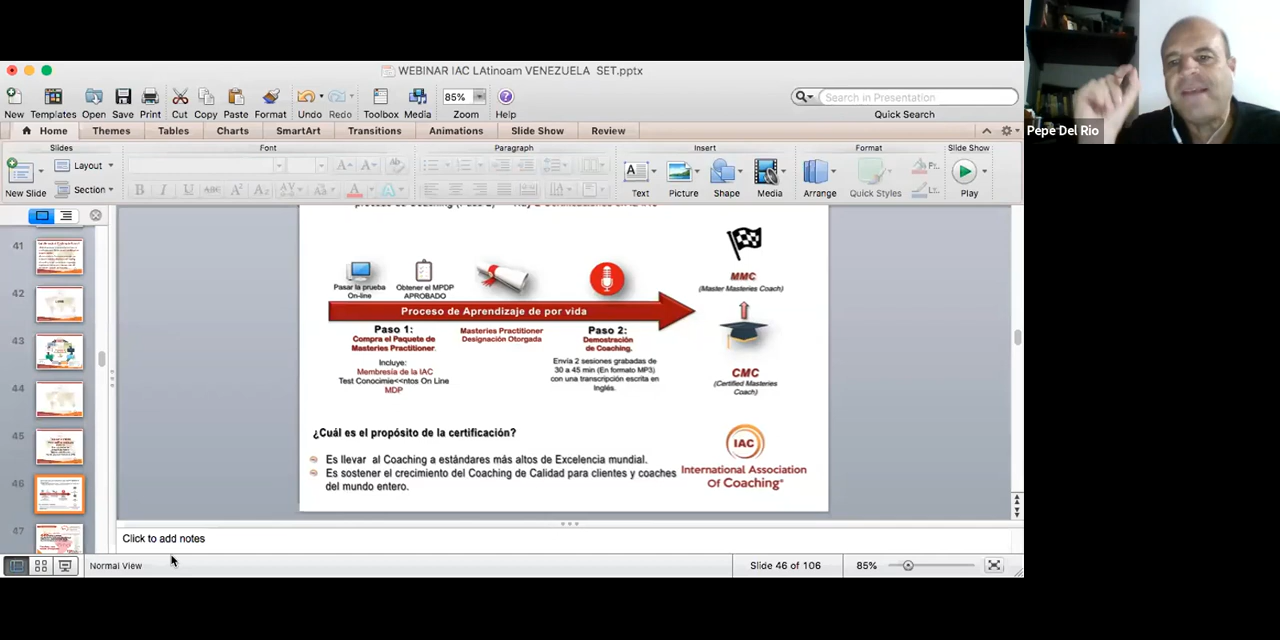 WEBINAR IAC LAtinoam VENEZUELA  SET.pptx
New Templates Open Save Print Cut Copy Paste Format Undo Redo Toolbox Media Zoom Help
85%
Search in Presentation
Quick Search
Home Themes Tables Charts SmartArt Transitions Animations Slide Show Review
Slides Font Paragraph Insert Format Slide Show
New Slide Layout Section
Text Picture Shape Media Arrange Quick Styles Play
41
42
43
44
45
46
47
Pasar la prueba
On-line
Obtener el MPDP
APROBADO
Proceso de Aprendizaje de por vida
Paso 1:
Compra el Paquete de
Masteries Practitioner.
Incluye:
Membresía de la IAC
Test Conocimie<<ntos On Line
MDP
Masteries Practitioner
Designación Otorgada
Paso 2:
Demostración
de Coaching.
Envía 2 sesiones grabadas de
30 a 45 min (En formato MP3)
con una transcripción escrita en
Inglés.
MMC
(Master Masteries Coach)
CMC
(Certified Masteries
Coach)
¿Cuál es el propósito de la certificación?
Es llevar  al Coaching a estándares más altos de Excelencia mundial.
Es sostener el crecimiento del Coaching de Calidad para clientes y coaches
del mundo entero.
IAC
International Association
Of Coaching®
Click to add notes
Normal View
Slide 46 of 106
85%
Pepe Del Rio